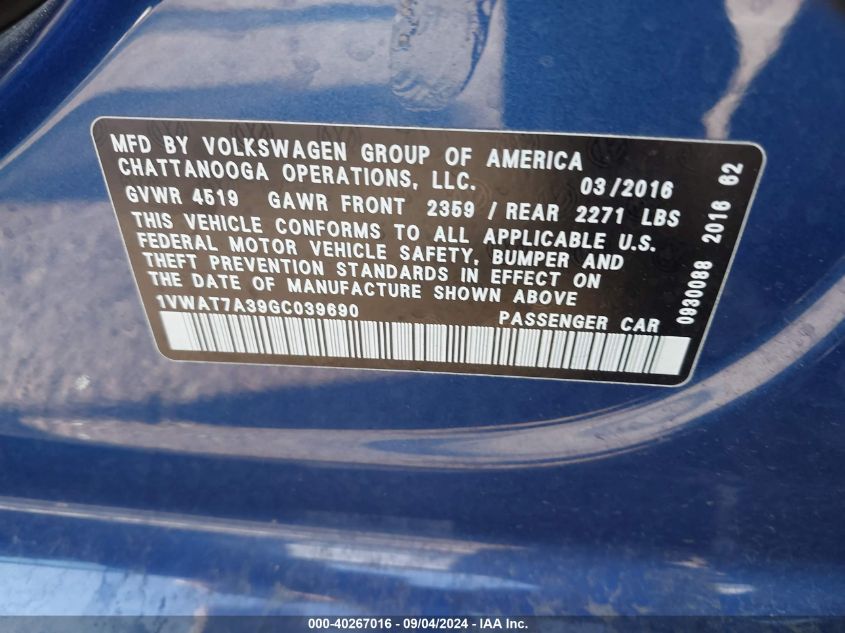 MFD BY VOLKSWAGEN GROUP OF AMERICA
CHATTANOOGA OPERATIONS, LLC. 03/2016
GVWR 4519 GAWR FRONT 2359 / REAR 2271 LBS
THIS VEHICLE CONFORMS TO ALL APPLICABLE U.S.
FEDERAL MOTOR VEHICLE SAFETY, BUMPER AND
THEFT PREVENTION STANDARDS IN EFFECT ON
THE DATE OF MANUFACTURE SHOWN ABOVE
1VWAT7A39GC039690 PASSENGER CAR
0930088 2016 62
000-40267016 - 09/04/2024 - IAA Inc.